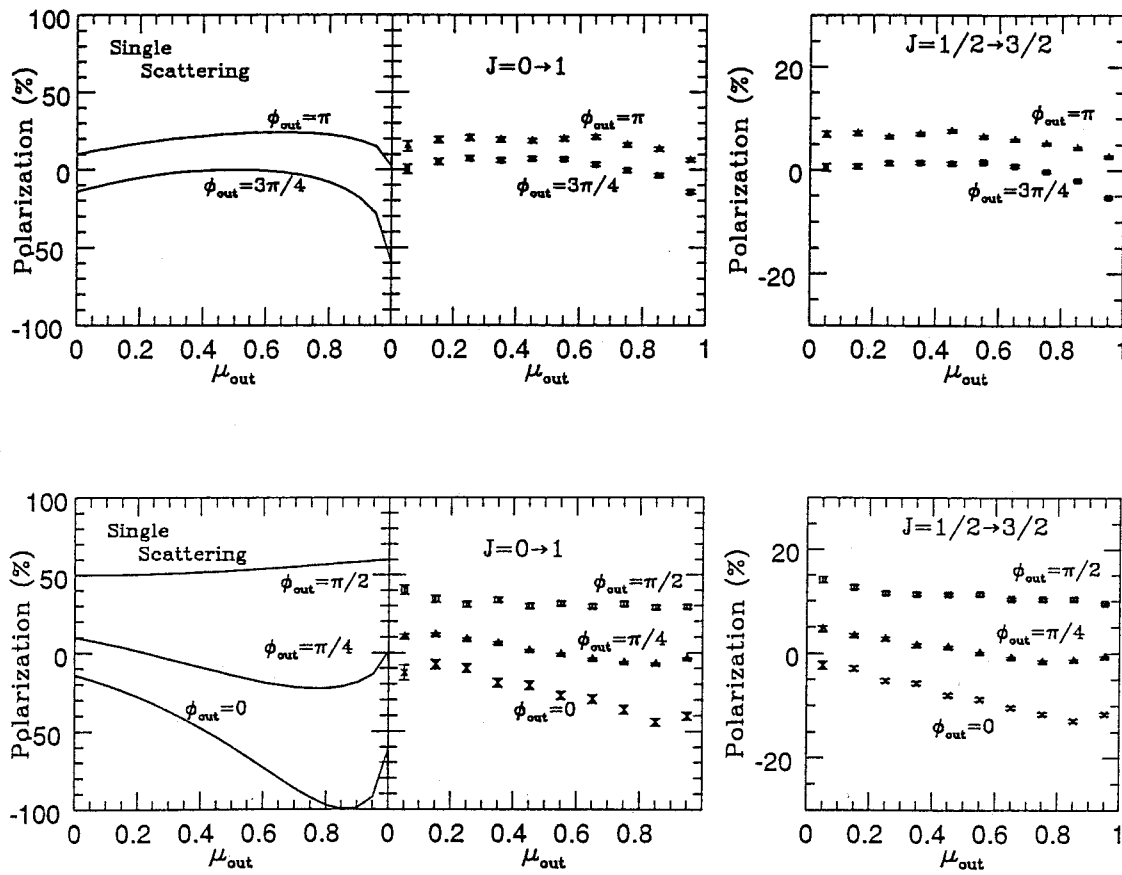 Polarization (%)
100
50
0
-50
-100
Single
Scattering
ϕout=π
ϕout=3π/4
0 0.2 0.4 0.6 0.8
μout
J=0→1
ϕout=π
ϕout=3π/4
0 0.2 0.4 0.6 0.8 1
μout
Polarization (%)
20
0
-20
J=1/2→3/2
ϕout=π
ϕout=3π/4
0 0.2 0.4 0.6 0.8 1
μout
Polarization (%)
100
50
0
-50
-100
Single
Scattering
ϕout=π/2
ϕout=π/4
ϕout=0
0 0.2 0.4 0.6 0.8
μout
J=0→1
ϕout=π/2
ϕout=π/4
ϕout=0
0 0.2 0.4 0.6 0.8
μout
Polarization (%)
20
0
-20
J=1/2→3/2
ϕout=π/2
ϕout=π/4
ϕout=0
0 0.2 0.4 0.6 0.8 1
μout